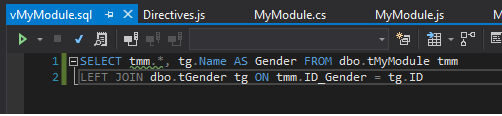 vMyModule.sql Directives.js MyModule.cs MyModule.js
1 SELECT tmm.*, tg.Name AS Gender FROM dbo.tMyModule tmm
2 LEFT JOIN dbo.tGender tg ON tmm.ID_Gender = tg.ID